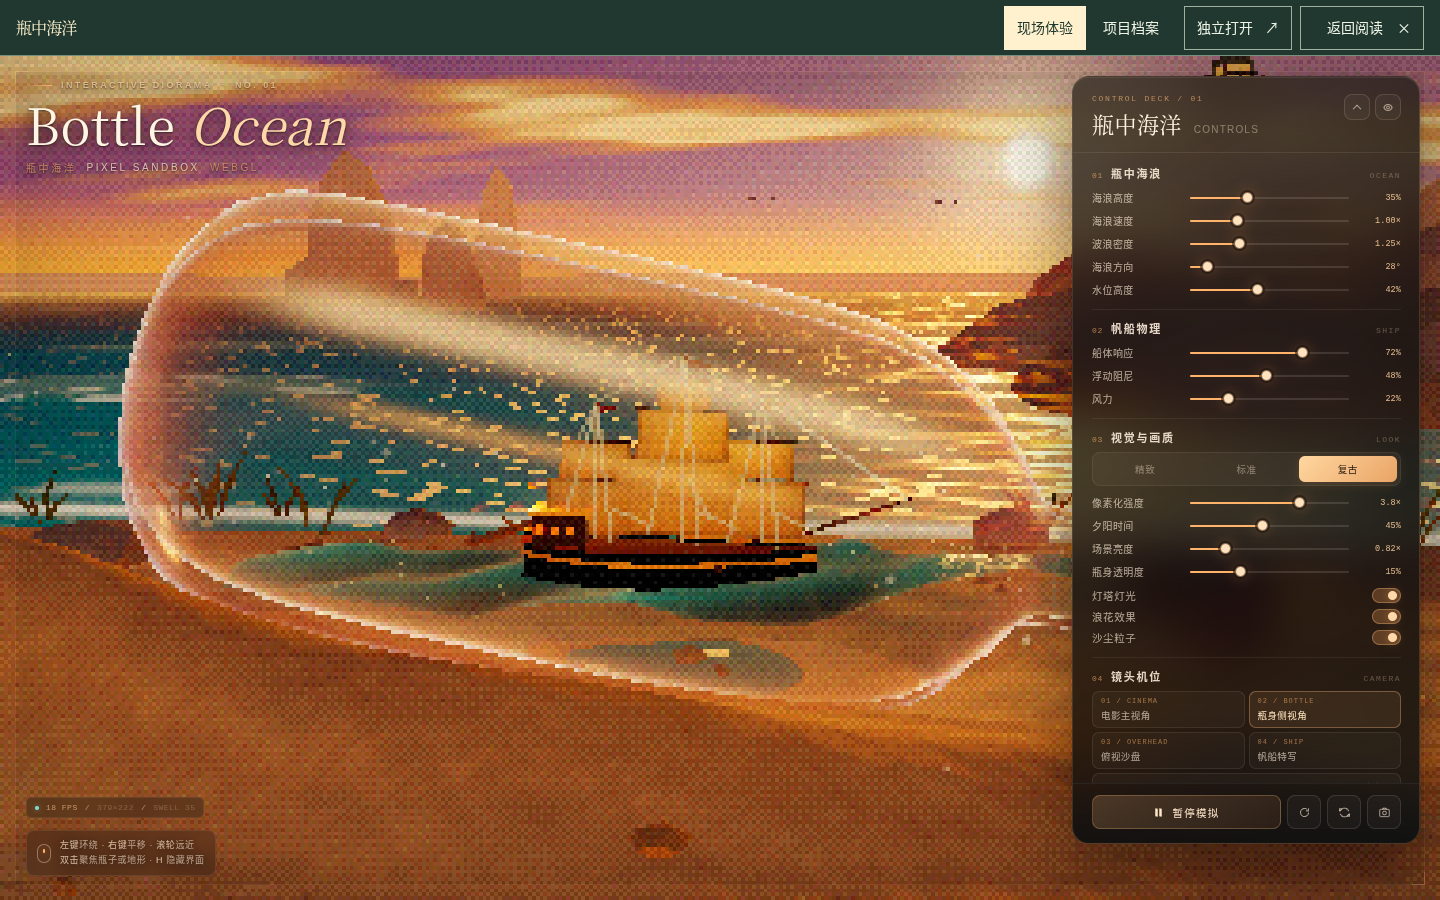 瓶中海洋
现场体验
项目档案
独立打开 ↗
返回阅读 ×
INTERACTIVE DIORAMA NO. 01
Bottle Ocean
瓶中海洋 PIXEL SANDBOX WEBGL
CONTROL DECK / 01
瓶中海洋 CONTROLS
01 瓶中海浪 OCEAN
海浪高度 35%
海浪速度 1.00×
波浪密度 1.25×
海浪方向 28°
水位高度 42%
02 帆船物理 SHIP
船体响应 72%
浮动阻尼 48%
风力 22%
03 视觉与画质 LOOK
精致 标准 复古
像素化强度 3.8×
夕阳时间 45%
场景亮度 0.82×
瓶身透明度 15%
灯塔灯光
浪花效果
沙尘粒子
04 镜头机位 CAMERA
01 / CINEMA
电影主视角
02 / BOTTLE
瓶身侧视角
03 / OVERHEAD
俯视沙盘
04 / SHIP
帆船特写
暂停模拟
18 FPS / 379×223 / SWELL 35
左键环绕 · 右键平移 · 滚轮远近
双击聚焦瓶子或地形 · H 隐藏界面